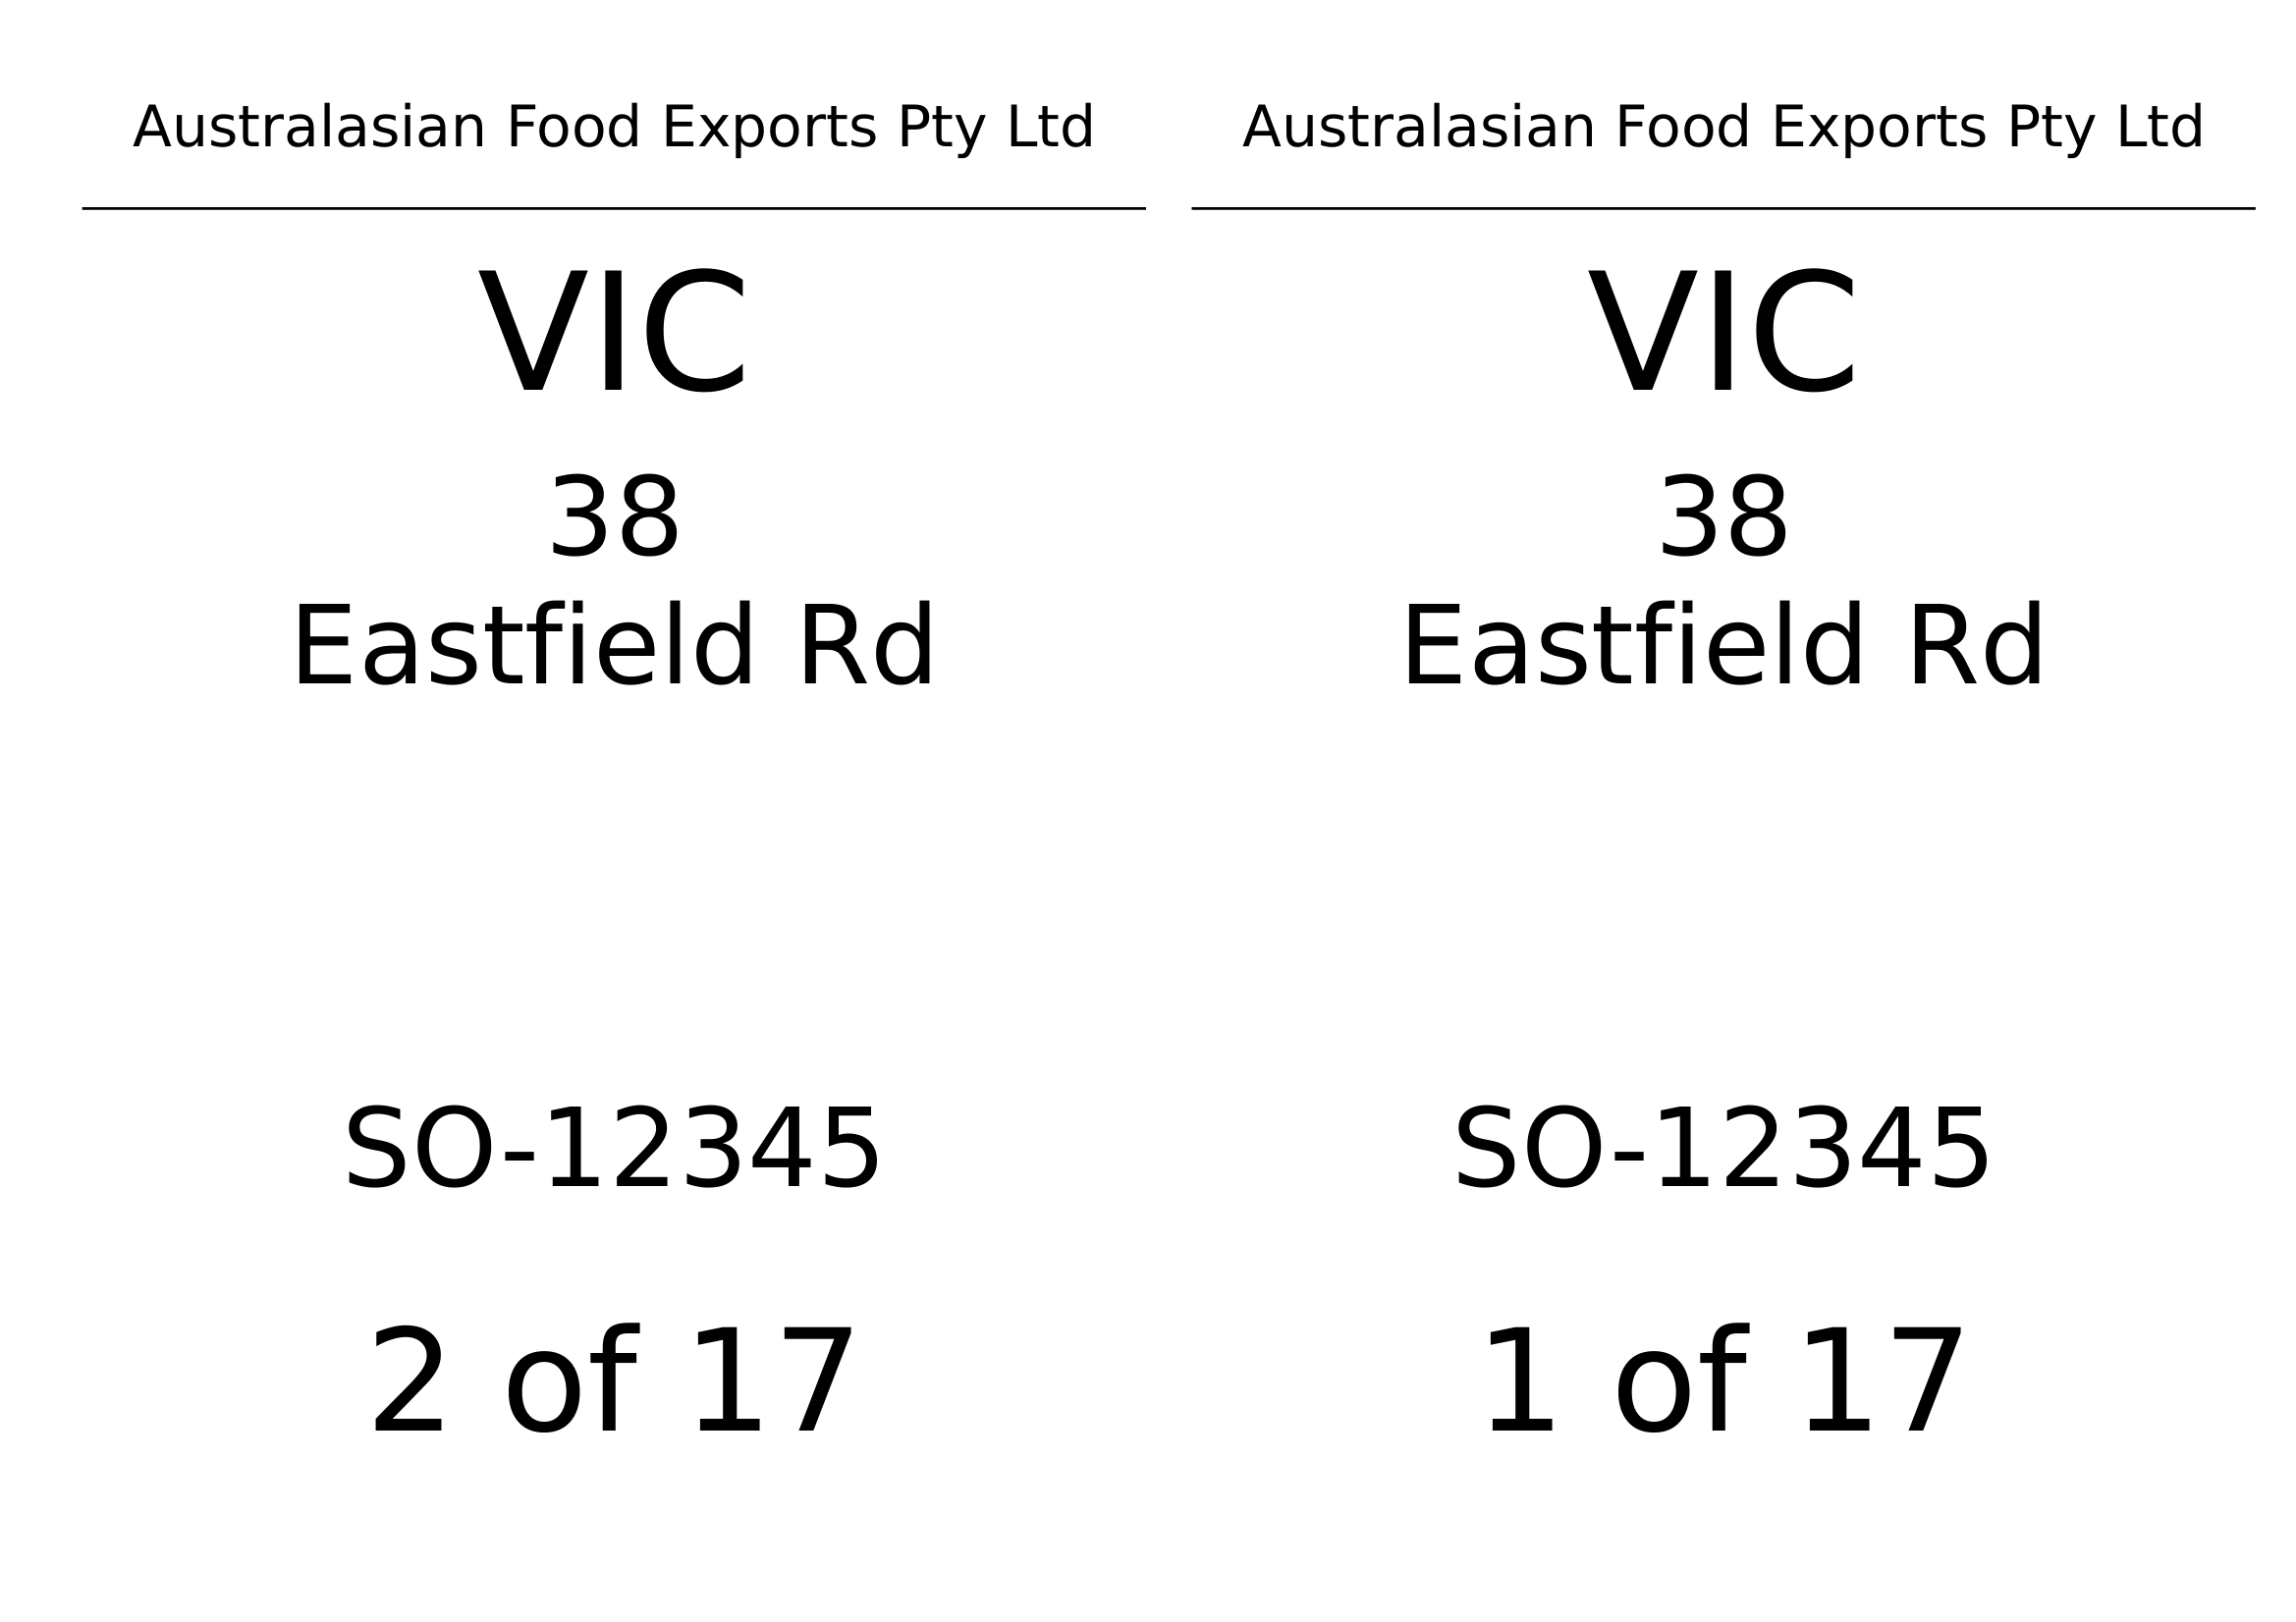 Australasian Food Exports Pty Ltd
VIC
38
Eastfield Rd
SO-12345
2 of 17
Australasian Food Exports Pty Ltd
VIC
38
Eastfield Rd
SO-12345
1 of 17